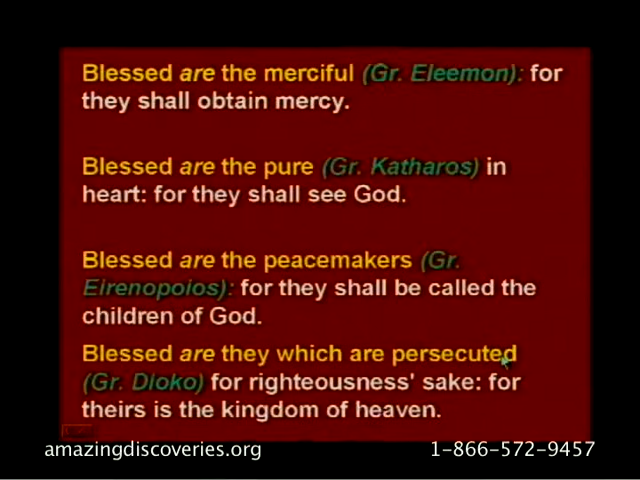 Blessed are the merciful (Gr. Eleemon): for
they shall obtain mercy.
Blessed are the pure (Gr. Katharos) in
heart: for they shall see God.
Blessed are the peacemakers (Gr.
Eirenopoios): for they shall be called the
children of God.
Blessed are they which are persecuted
(Gr. Dioko) for righteousness' sake: for
theirs is the kingdom of heaven.
amazingdiscoveries.org 1-866-572-9457